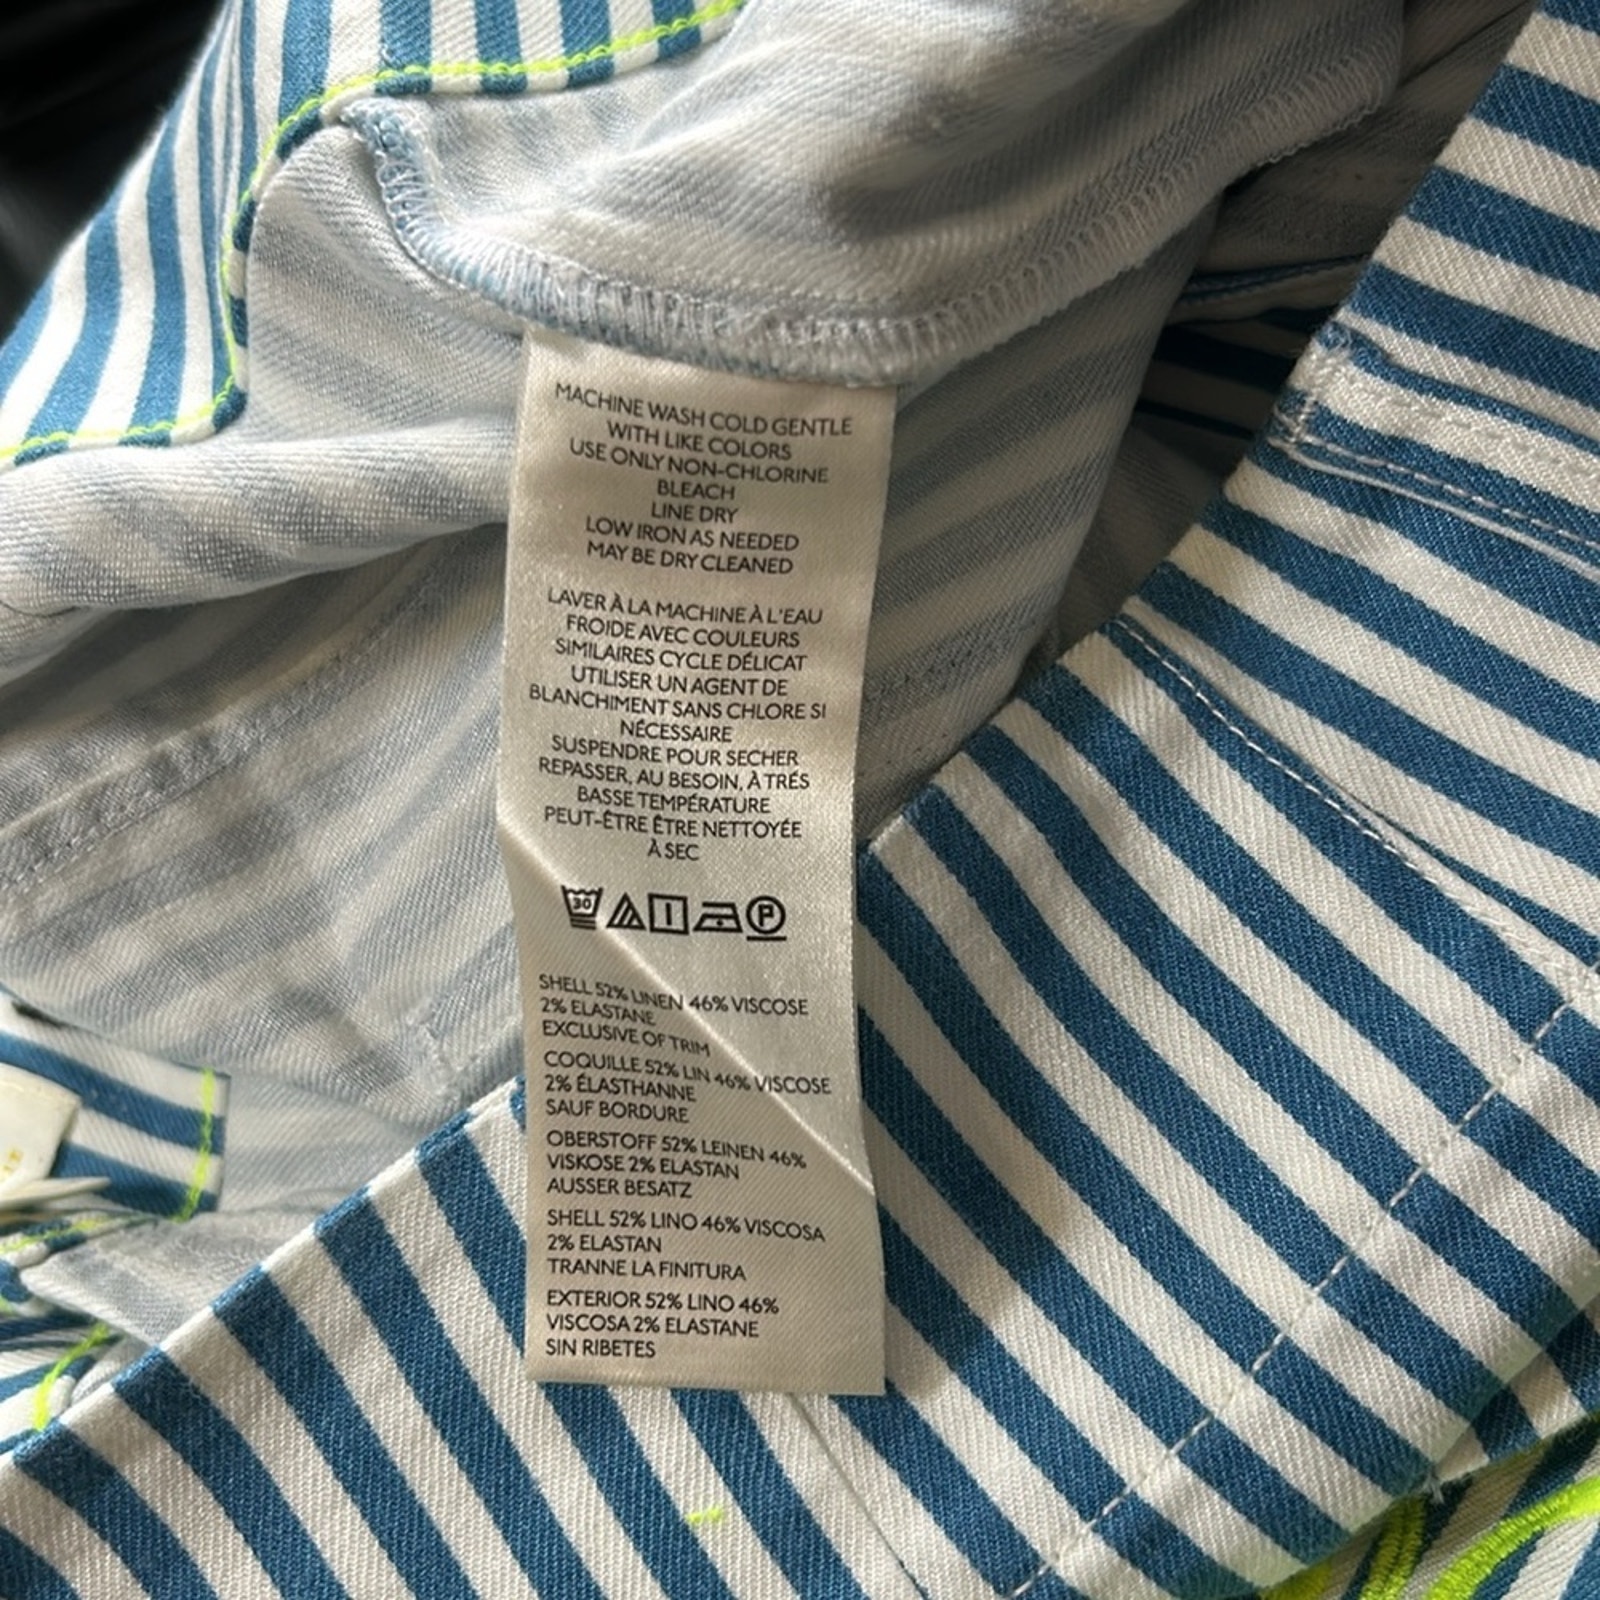 MACHINE WASH COLD GENTLE
WITH LIKE COLORS
USE ONLY NON-CHLORINE
BLEACH
LINE DRY
LOW IRON AS NEEDED
MAY BE DRY CLEANED
LAVER À LA MACHINE À L'EAU
FROIDE AVEC COULEURS
SIMILAIRES CYCLE DÉLICAT
UTILISER UN AGENT DE
BLANCHIMENT SANS CHLORE SI
NÉCESSAIRE
SUSPENDRE POUR SECHER
REPASSER, AU BESOIN, À TRÉS
BASSE TEMPÉRATURE
PEUT-ÊTRE ÊTRE NETTOYÉE
À SEC
30 P
SHELL 52% LINEN 46% VISCOSE
2% ELASTANE
EXCLUSIVE OF TRIM
COQUILLE 52% LIN 46% VISCOSE
2% ÉLASTHANNE
SAUF BORDURE
OBERSTOFF 52% LEINEN 46%
VISKOSE 2% ELASTAN
AUSSER BESATZ
SHELL 52% LINO 46% VISCOSA
2% ELASTAN
TRANNE LA FINITURA
EXTERIOR 52% LINO 46%
VISCOSA 2% ELASTANE
SIN RIBETES